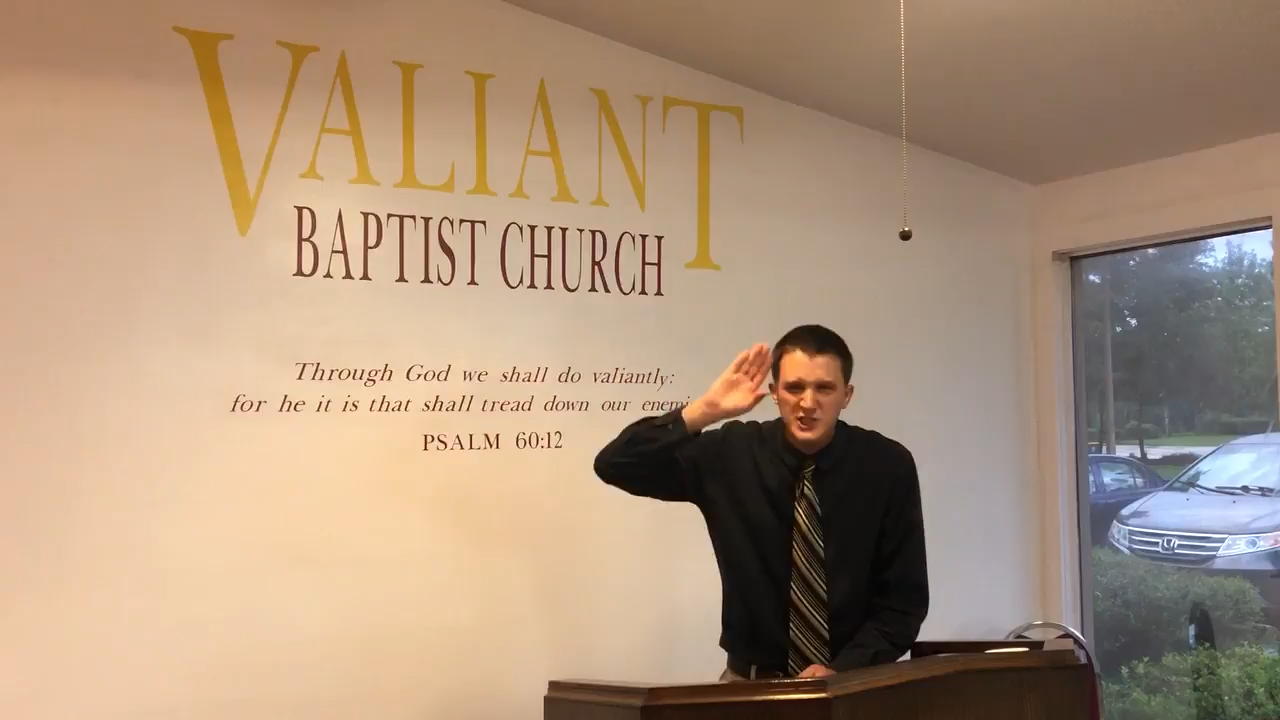 VALIANT
BAPTIST CHURCH
Through God we shall do valiantly:
for he it is that shall tread down our
PSALM 60:12